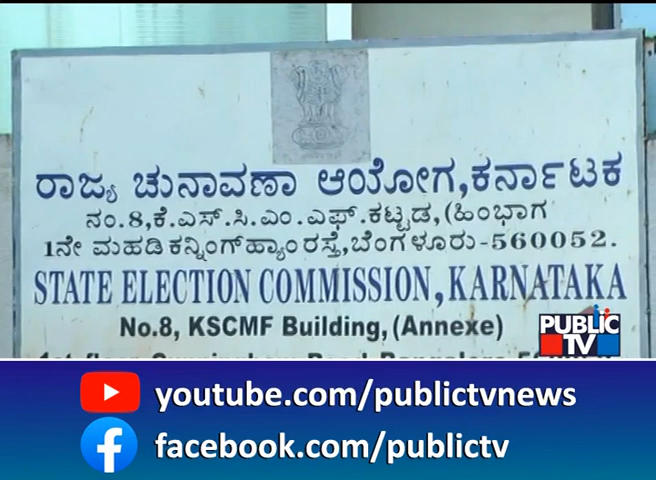 ರಾಜ್ಯ ಚುನಾವಣಾ ಆಯೋಗ,ಕರ್ನಾಟಕ
ನಂ.8,ಕೆ.ಎಸ್.ಸಿ.ಎಂ.ಎಫ್.ಕಟ್ಟಡ,(ಹಿಂಭಾಗ
1ನೇ ಮಹಡಿ ಕನ್ನಿಂಗ್‌ಹ್ಯಾಂ ರಸ್ತೆ,ಬೆಂಗಳೂರು-560052.
STATE ELECTION COMMISSION, KARNATAKA
No.8, KSCMF Building, (Annexe)
PUBLIC
TV
youtube.com/publictvnews
facebook.com/publictv